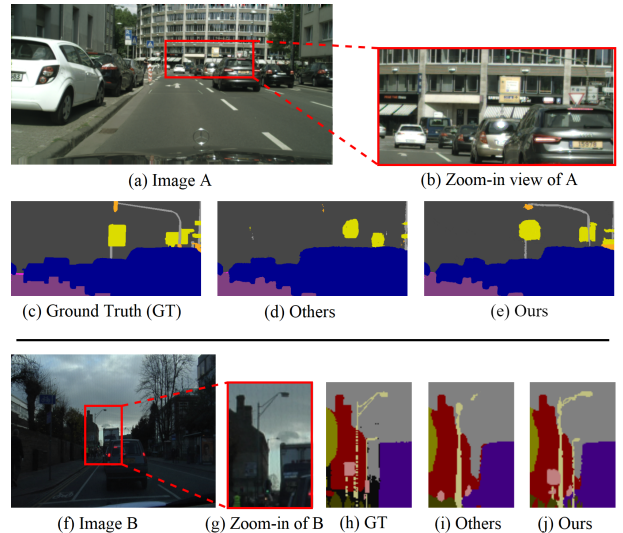 (a) Image A
(b) Zoom-in view of A
(c) Ground Truth (GT)
(d) Others
(e) Ours
(f) Image B
(g) Zoom-in of B
(h) GT
(i) Others
(j) Ours